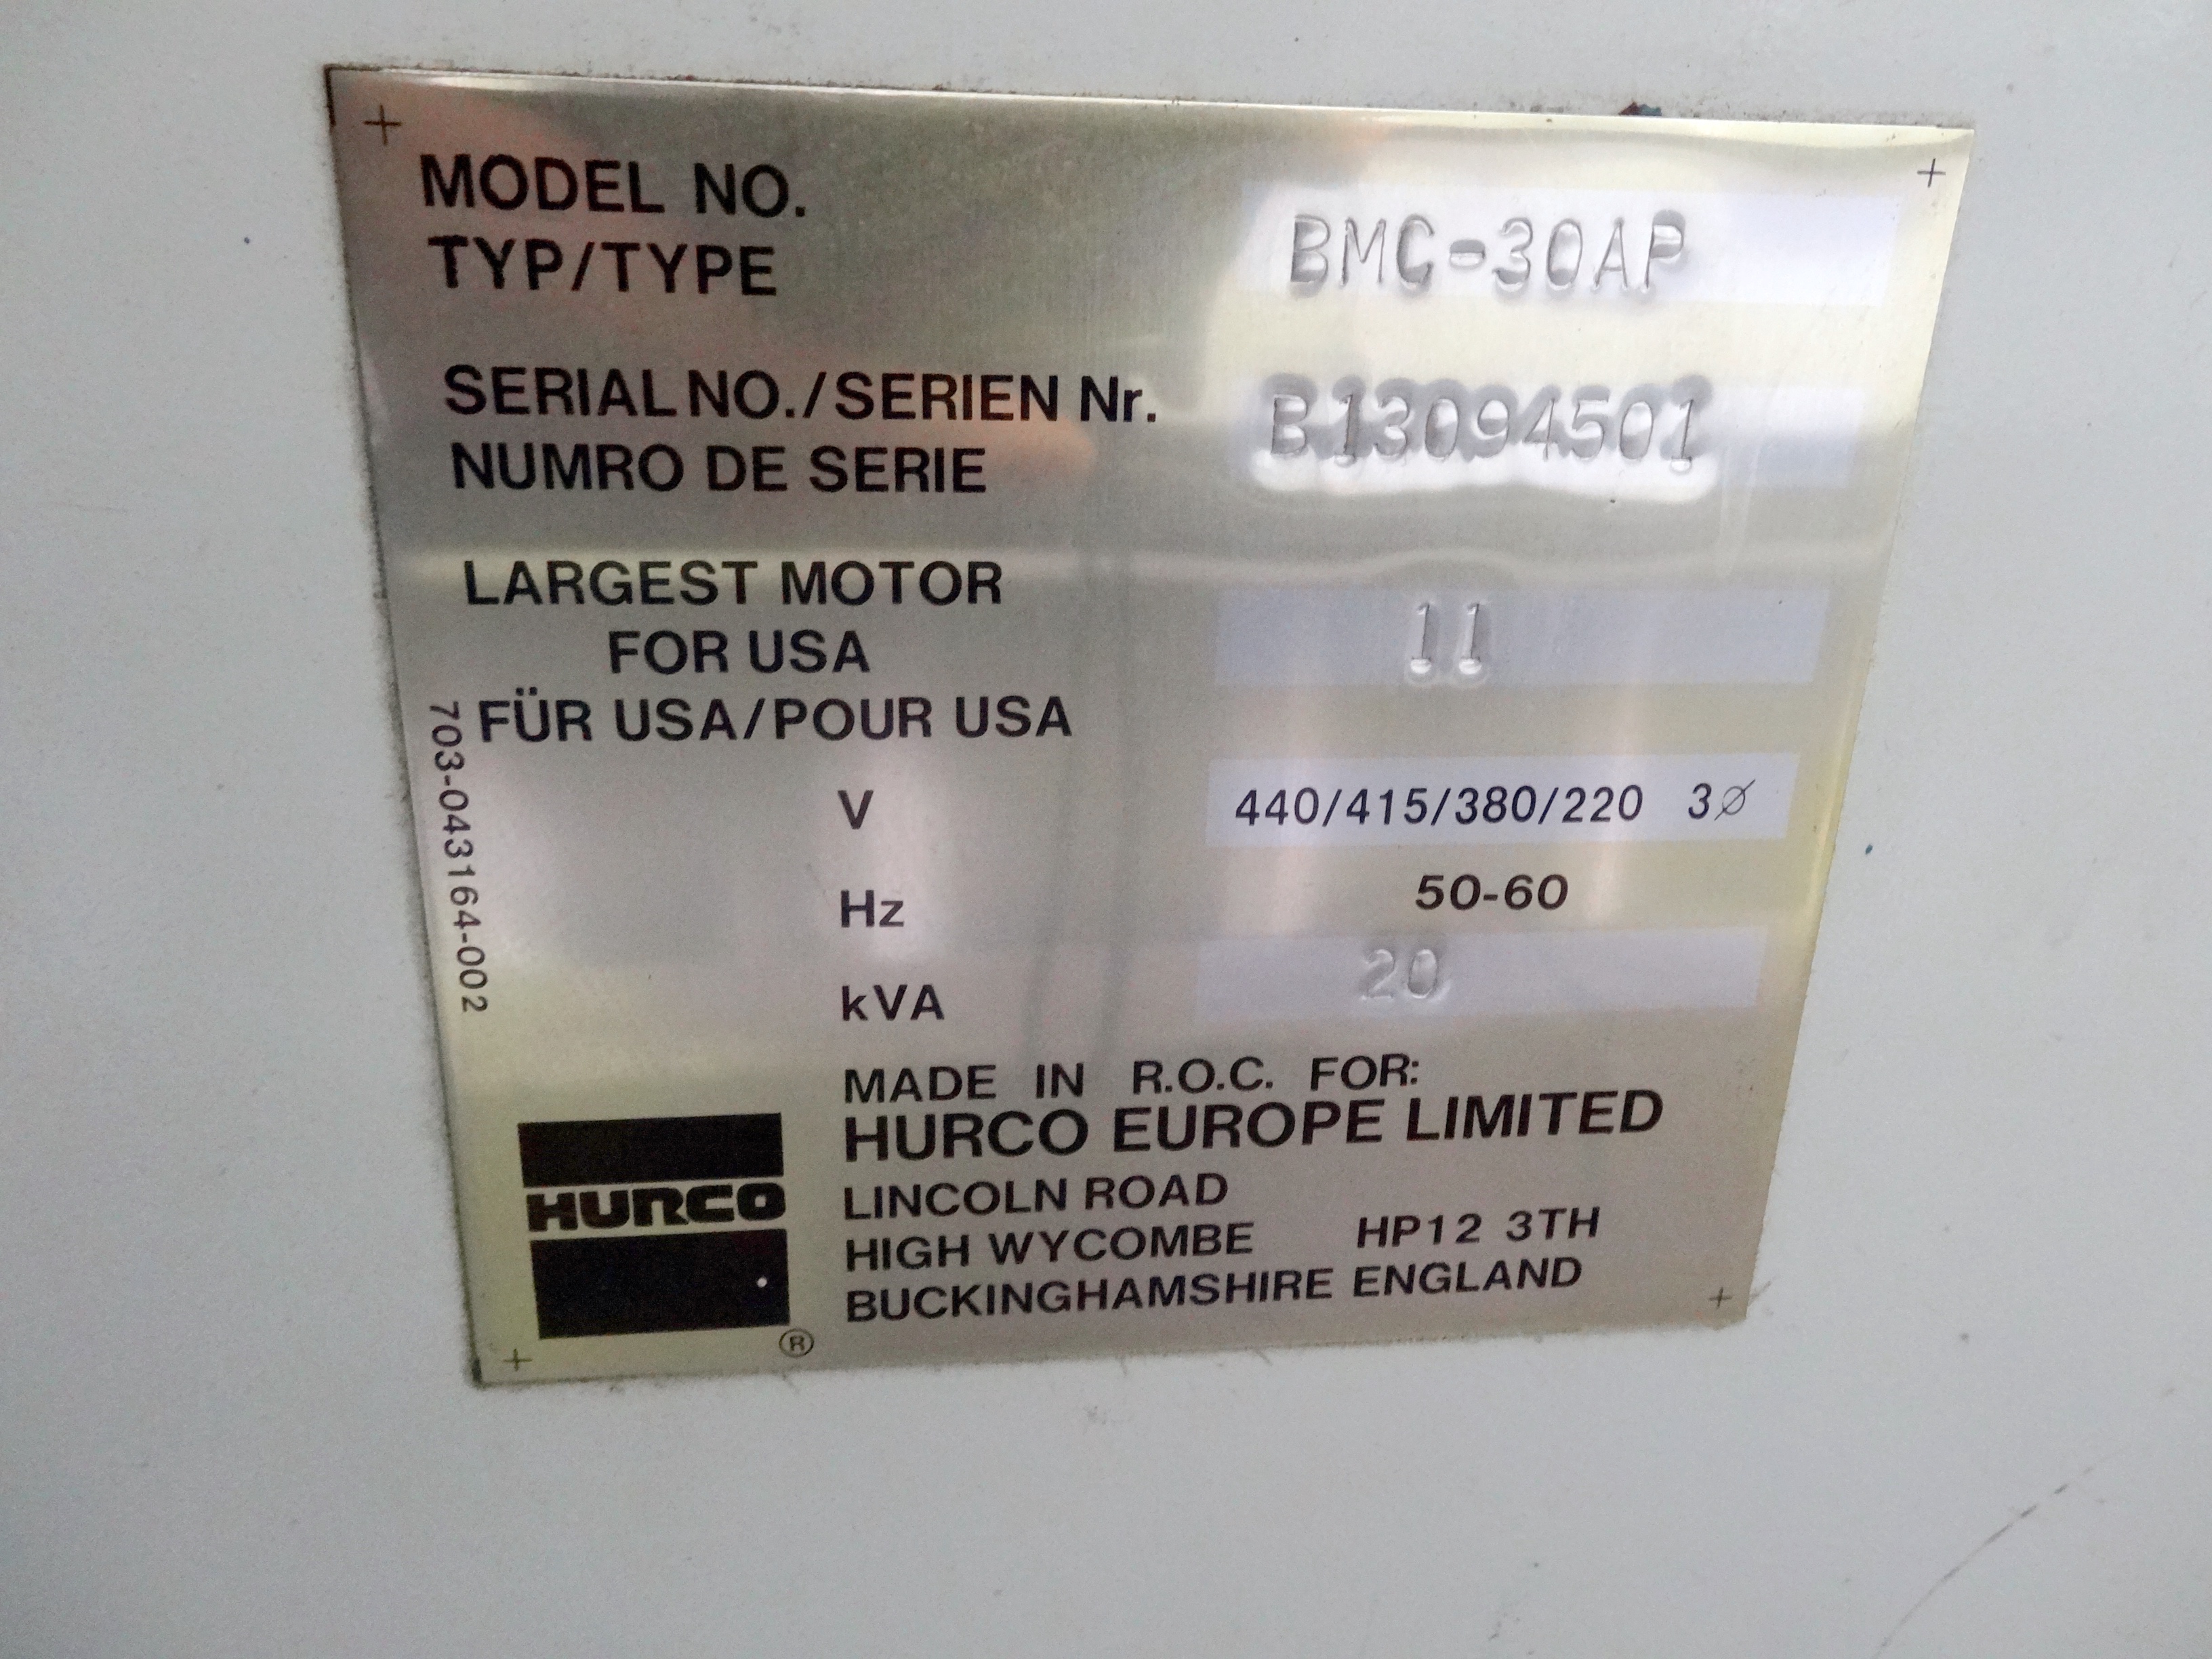 MODEL NO.
TYP/TYPE
BMC-30AP
SERIAL NO./SERIEN Nr.
NUMRO DE SERIE
B13094501
LARGEST MOTOR
FOR USA
FÜR USA/POUR USA
11
V 440/415/380/220 3∅
Hz 50-60
kVA 20
703-043164-002
MADE IN R.O.C. FOR:
HURCO EUROPE LIMITED
LINCOLN ROAD
HIGH WYCOMBE HP12 3TH
BUCKINGHAMSHIRE ENGLAND
HURCO
®